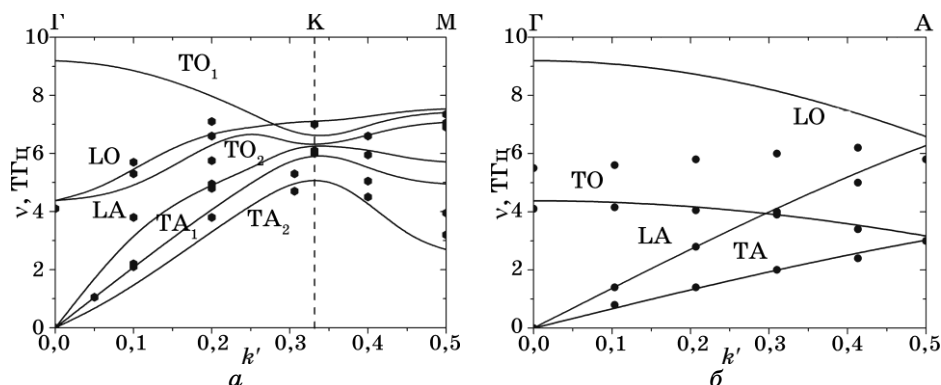 Γ K M
10
TO₁
8
LO
TO₂
6
ν, ТГц
4
LA
TA₁
TA₂
2
0
0 0,1 0,2 0,3 0,4 0,5
k′
а
Γ A
10
LO
8
6
TO
ν, ТГц
4
LA
TA
2
0
0 0,1 0,2 0,3 0,4 0,5
k′
б